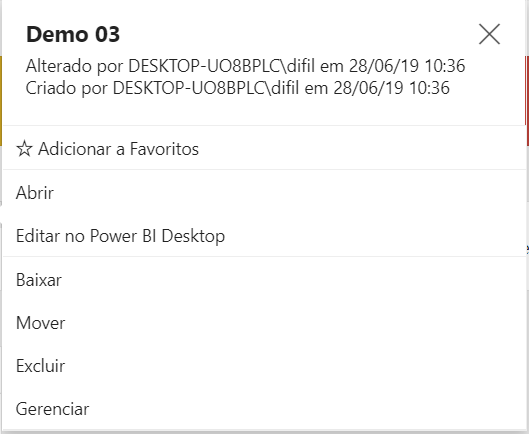 Demo 03
Alterado por DESKTOP-UO8BPLC\difil em 28/06/19 10:36
Criado por DESKTOP-UO8BPLC\difil em 28/06/19 10:36
☆ Adicionar a Favoritos
Abrir
Editar no Power BI Desktop
Baixar
Mover
Excluir
Gerenciar